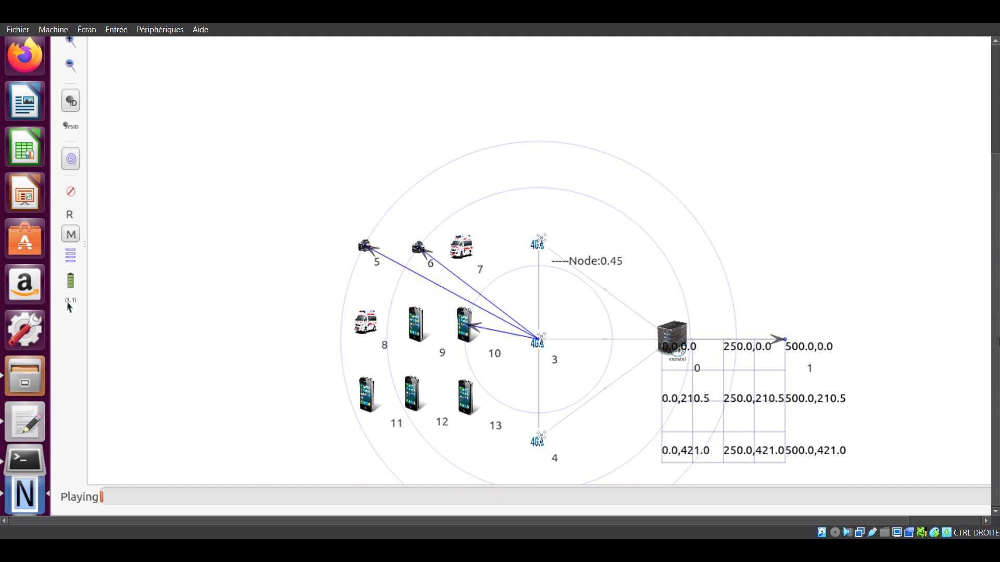 Fichier Machine Écran Entrée Périphériques Aide
ID
SYSID
R
M
(X, Y)
4G
-----Node:0.45
5
6
7
8
9
10
4G
3
0.0,0.0 250.0,0.0 500.0,0.0
camtel
0
1
0.0,210.5 250.0,210.5 500.0,210.5
11
12
13
4G
4
0.0,421.0 250.0,421.0 500.0,421.0
Playing
CTRL DROITE